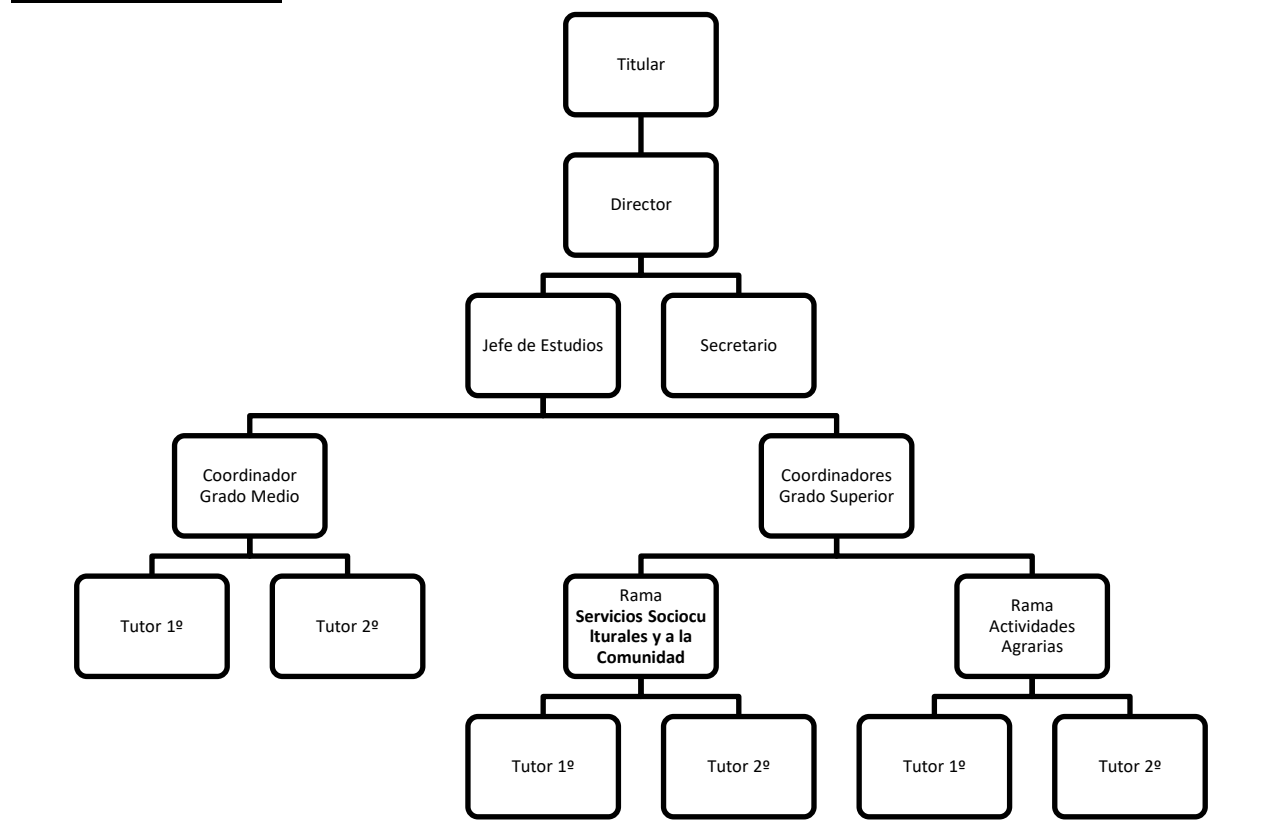 Titular
Director
Jefe de Estudios
Secretario
Coordinador
Grado Medio
Coordinadores
Grado Superior
Tutor 1º
Tutor 2º
Rama
Servicios Sociocu
lturales y a la
Comunidad
Rama
Actividades
Agrarias
Tutor 1º
Tutor 2º
Tutor 1º
Tutor 2º